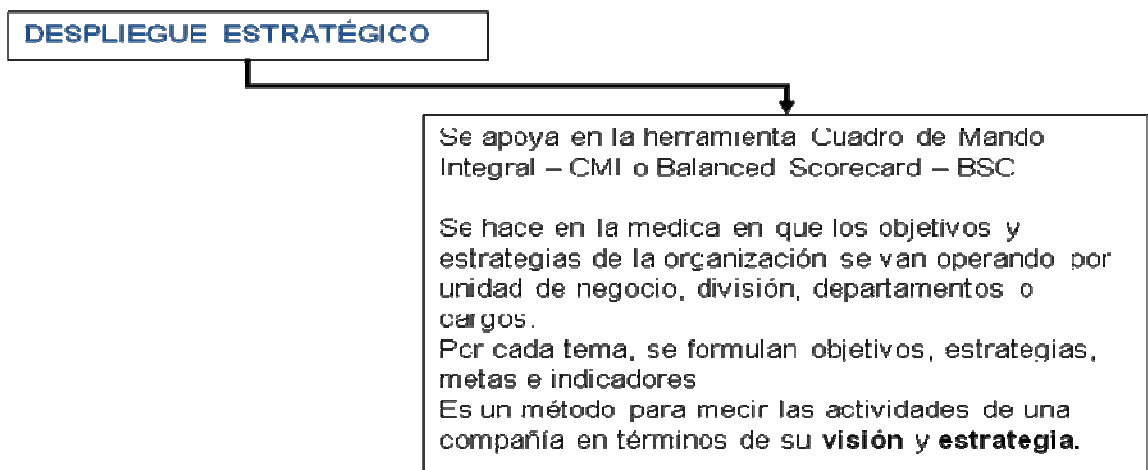 DESPLIEGUE ESTRATÉGICO
Se apoya en la herramienta Cuadro de Mando
Integral – CMI o Balanced Scorecard – BSC
Se hace en la medica en que los objetivos y
estrategias de la organización se van operando por
unidad de negocio, división, departamentos o
cargos.
Por cada tema, se formulan objetivos, estrategias,
metas e indicadores
Es un método para mecir las actividades de una
compañía en términos de su visión y estrategia.